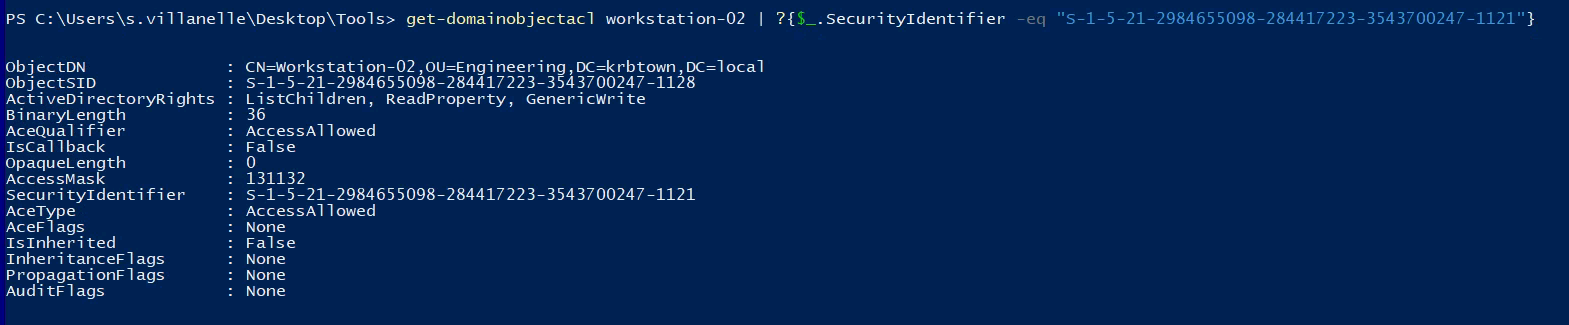 PS C:\Users\s.villanelle\Desktop\Tools> get-domainobjectacl workstation-02 | ?{$_.SecurityIdentifier -eq "S-1-5-21-2984655098-284417223-3543700247-1121"}
ObjectDN : CN=Workstation-02,OU=Engineering,DC=krbtown,DC=local
ObjectSID : S-1-5-21-2984655098-284417223-3543700247-1128
ActiveDirectoryRights : ListChildren, ReadProperty, GenericWrite
BinaryLength : 36
AceQualifier : AccessAllowed
IsCallback : False
OpaqueLength : 0
AccessMask : 131132
SecurityIdentifier : S-1-5-21-2984655098-284417223-3543700247-1121
AceType : AccessAllowed
AceFlags : None
IsInherited : False
InheritanceFlags : None
PropagationFlags : None
AuditFlags : None